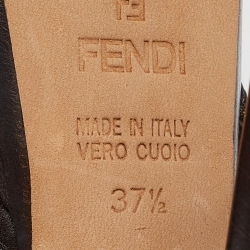 FENDI
MADE IN ITALY
VERO CUOIO
37½